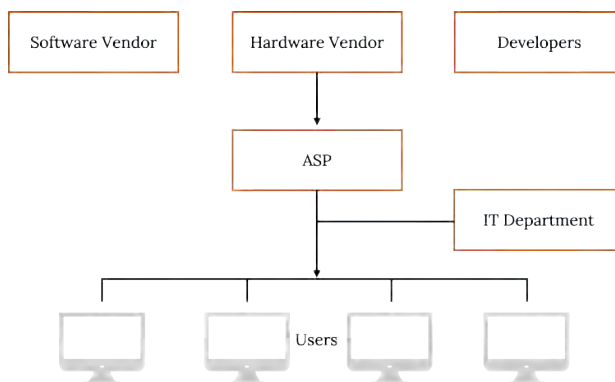 Software Vendor
Hardware Vendor
Developers
ASP
IT Department
Users